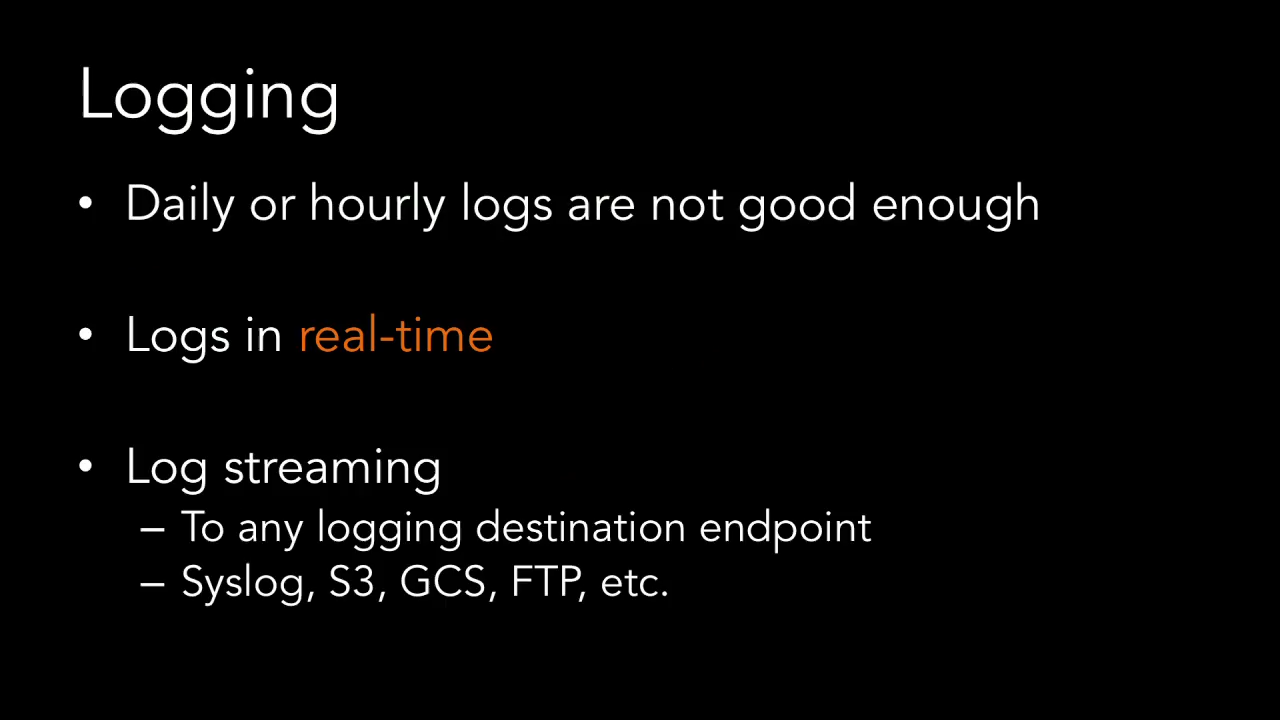 Logging
• Daily or hourly logs are not good enough
• Logs in real-time
• Log streaming
– To any logging destination endpoint
– Syslog, S3, GCS, FTP, etc.